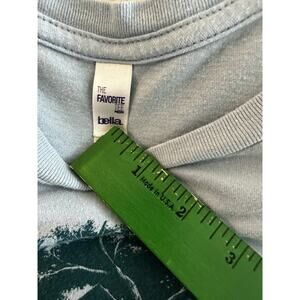 THE
FAVORITE
TEE
bella.
1
2
3
Made in U.S.A.